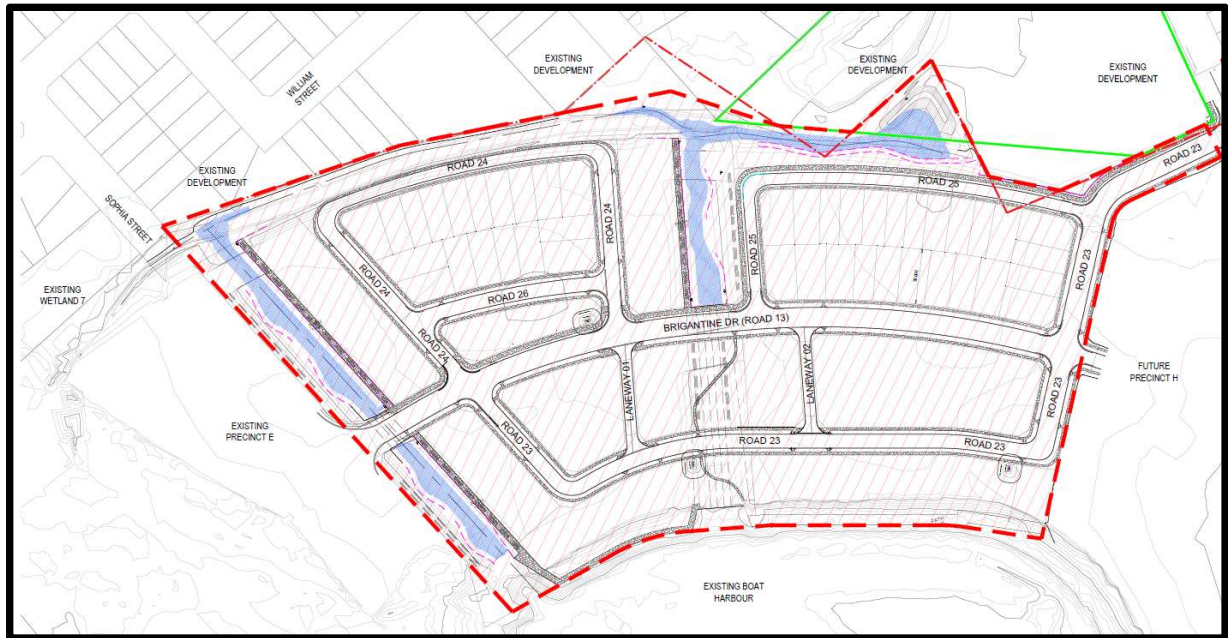 EXISTING
DEVELOPMENT
EXISTING
DEVELOPMENT
EXISTING
DEVELOPMENT
WILLIAM
STREET
EXISTING
DEVELOPMENT
SOPHIA STREET
EXISTING
WETLAND 7
ROAD 24
ROAD 24
ROAD 24
ROAD 24
ROAD 26
ROAD 25
ROAD 25
ROAD 23
ROAD 23
BRIGANTINE DR (ROAD 13)
LANEWAY 01
LANEWAY 02
FUTURE
PRECINCT H
EXISTING
PRECINCT E
ROAD 23
ROAD 23
ROAD 23
ROAD 23
EXISTING BOAT
HARBOUR